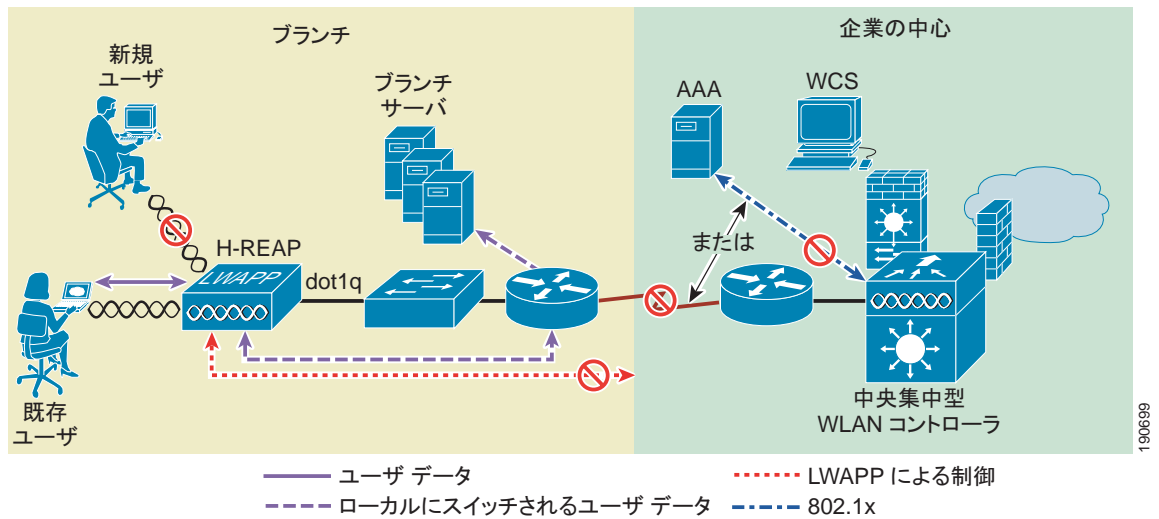 ブランチ
企業の中心
新規
ユーザ
ブランチ
サーバ
AAA
WCS
または
H-REAP
LWAPP
dot1q
既存
ユーザ
中央集中型
WLAN コントローラ
190699
ユーザ データ
LWAPP による制御
ローカルにスイッチされるユーザ データ
802.1x